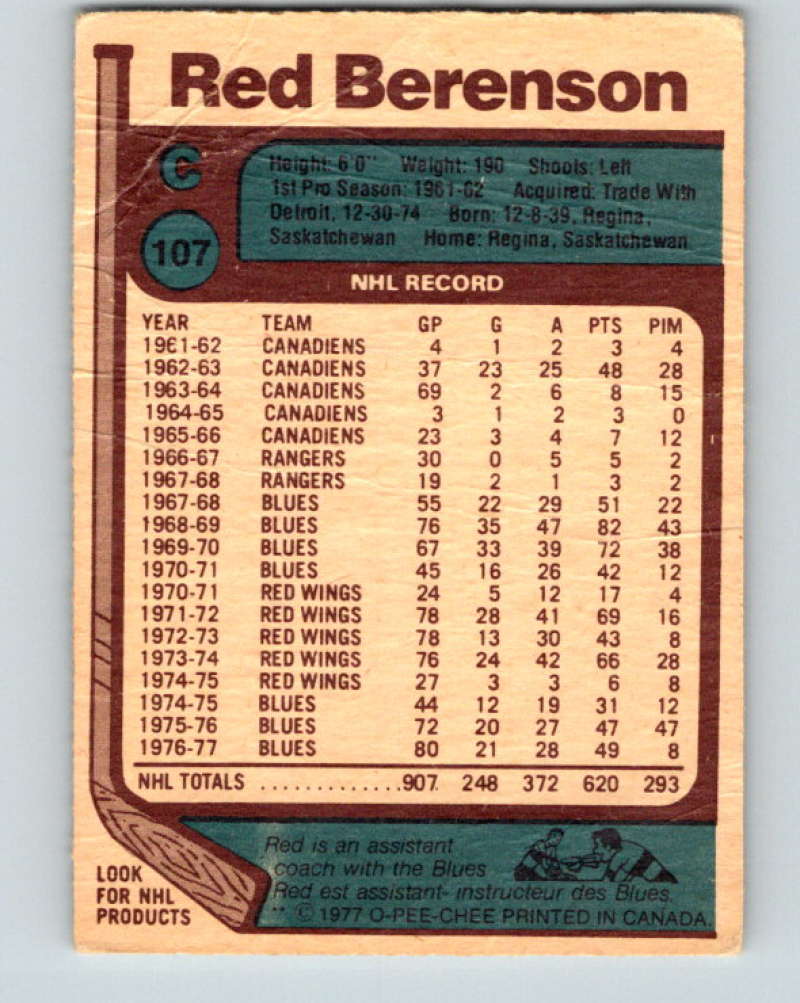 Red Berenson
C
107
Height: 6'0" Weight: 190 Shoots: Left
1st Pro Season: 1961-62 Acquired: Trade With
Detroit, 12-30-74 Born: 12-8-39, Regina,
Saskatchewan Home: Regina, Saskatchewan
NHL RECORD
YEAR TEAM GP G A PTS PIM
1961-62 CANADIENS 4 1 2 3 4
1962-63 CANADIENS 37 23 25 48 28
1963-64 CANADIENS 69 2 6 8 15
1964-65 CANADIENS 3 1 2 3 0
1965-66 CANADIENS 23 3 4 7 12
1966-67 RANGERS 30 0 5 5 2
1967-68 RANGERS 19 2 1 3 2
1967-68 BLUES 55 22 29 51 22
1968-69 BLUES 76 35 47 82 43
1969-70 BLUES 67 33 39 72 38
1970-71 BLUES 45 16 26 42 12
1970-71 RED WINGS 24 5 12 17 4
1971-72 RED WINGS 78 28 41 69 16
1972-73 RED WINGS 78 13 30 43 8
1973-74 RED WINGS 76 24 42 66 28
1974-75 RED WINGS 27 3 3 6 8
1974-75 BLUES 44 12 19 31 12
1975-76 BLUES 72 20 27 47 47
1976-77 BLUES 80 21 28 49 8
NHL TOTALS .............907 248 372 620 293
Red is an assistant
coach with the Blues
Red est assistant- instructeur des Blues.
** © 1977 O-PEE-CHEE PRINTED IN CANADA.
LOOK
FOR NHL
PRODUCTS